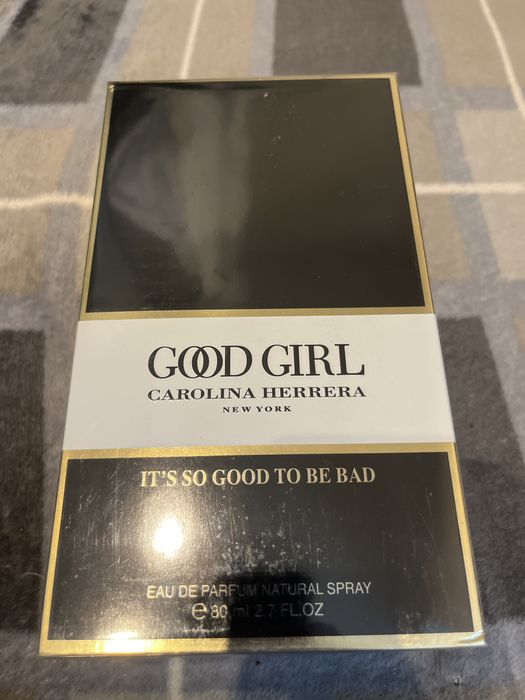 GOOD GIRL
CAROLINA HERRERA
NEW YORK
IT'S SO GOOD TO BE BAD
EAU DE PARFUM NATURAL SPRAY
℮ 80 ml 2.7 FL.OZ